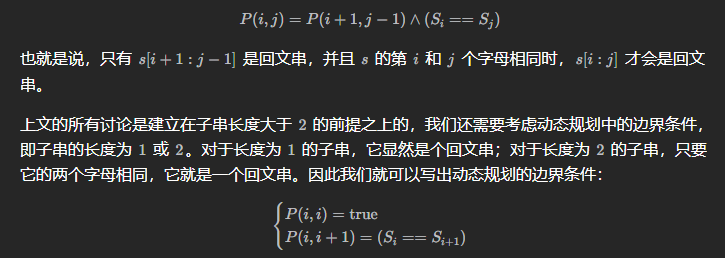 P(i, j) = P(i + 1, j − 1) ∧ (S_i == S_j)
也就是说，只有 s[i + 1 : j − 1] 是回文串，并且 s 的第 i 和 j 个字母相同时，s[i : j] 才会是回文
串。
上文的所有讨论是建立在子串长度大于 2 的前提之上的，我们还需要考虑动态规划中的边界条件，
即子串的长度为 1 或 2。对于长度为 1 的子串，它显然是个回文串；对于长度为 2 的子串，只要
它的两个字母相同，它就是一个回文串。因此我们就可以写出动态规划的边界条件：
P(i, i) = true
P(i, i + 1) = (S_i == S_{i+1})